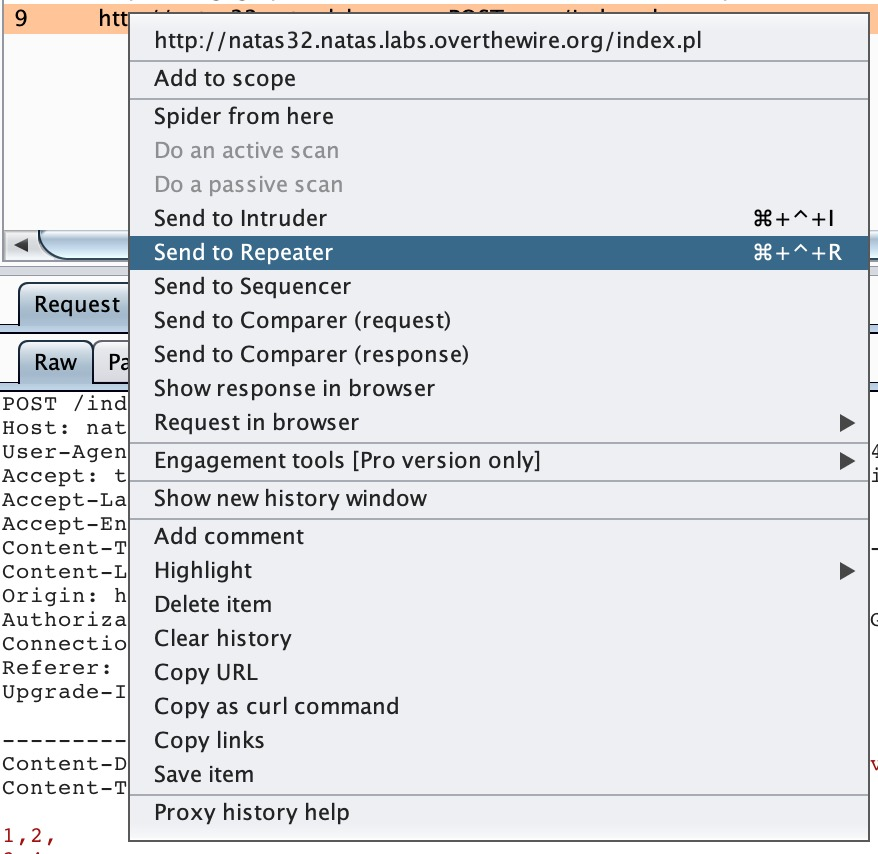 9
http://natas32.natas.labs.overthewire.org/index.pl
Add to scope
Spider from here
Do an active scan
Do a passive scan
Send to Intruder ⌘+^+I
Send to Repeater ⌘+^+R
Send to Sequencer
Send to Comparer (request)
Send to Comparer (response)
Show response in browser
Request in browser
Engagement tools [Pro version only]
Show new history window
Add comment
Highlight
Delete item
Clear history
Copy URL
Copy as curl command
Copy links
Save item
Proxy history help
Request
Raw Pa
POST /ind
Host: nat
User-Agen
Accept: t
Accept-La
Accept-En
Content-T
Content-L
Origin: h
Authoriza
Connectio
Referer:
Upgrade-I
---------
Content-D
Content-T
1,2,